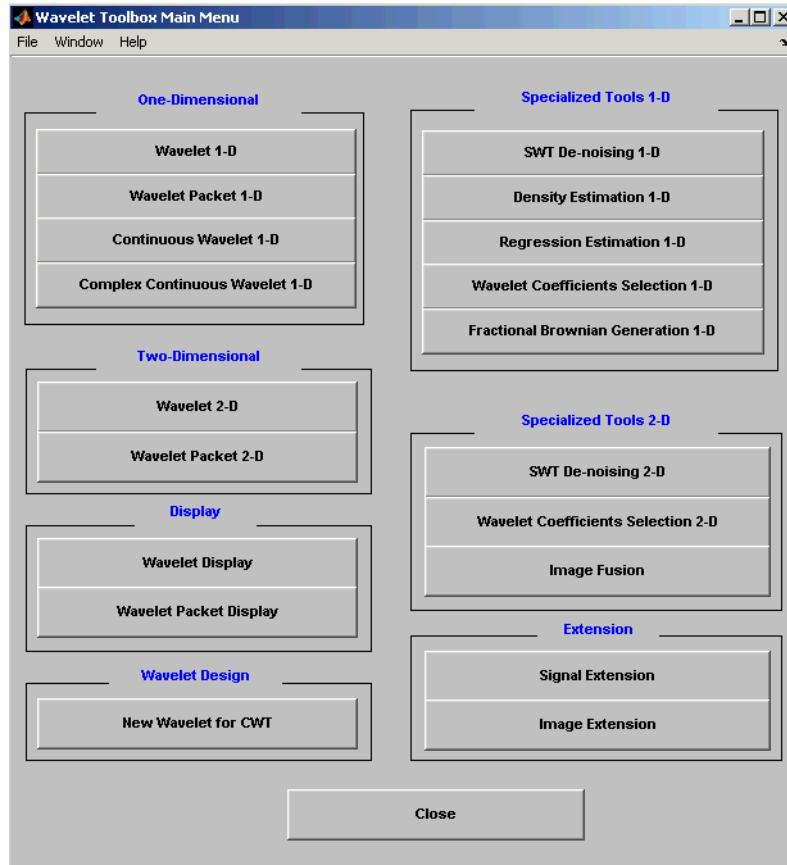 Wavelet Toolbox Main Menu
File Window Help
One-Dimensional
Wavelet 1-D
Wavelet Packet 1-D
Continuous Wavelet 1-D
Complex Continuous Wavelet 1-D
Two-Dimensional
Wavelet 2-D
Wavelet Packet 2-D
Display
Wavelet Display
Wavelet Packet Display
Wavelet Design
New Wavelet for CWT
Specialized Tools 1-D
SWT De-noising 1-D
Density Estimation 1-D
Regression Estimation 1-D
Wavelet Coefficients Selection 1-D
Fractional Brownian Generation 1-D
Specialized Tools 2-D
SWT De-noising 2-D
Wavelet Coefficients Selection 2-D
Image Fusion
Extension
Signal Extension
Image Extension
Close